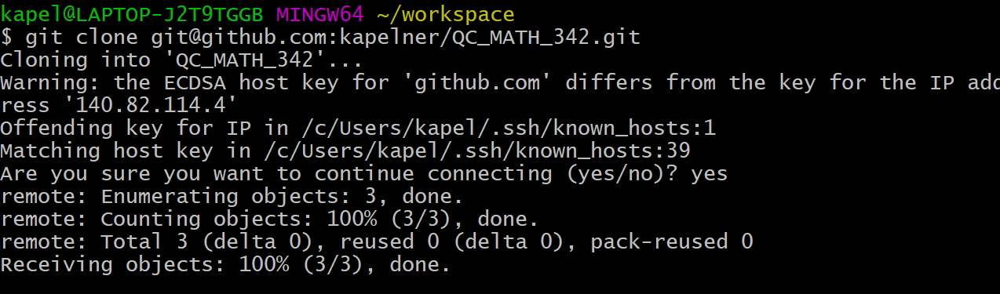 kapel@LAPTOP-J2T9TGGB MINGW64 ~/workspace
$ git clone git@github.com:kapelner/QC_MATH_342.git
Cloning into 'QC_MATH_342'...
Warning: the ECDSA host key for 'github.com' differs from the key for the IP add
ress '140.82.114.4'
Offending key for IP in /c/Users/kapel/.ssh/known_hosts:1
Matching host key in /c/Users/kapel/.ssh/known_hosts:39
Are you sure you want to continue connecting (yes/no)? yes
remote: Enumerating objects: 3, done.
remote: Counting objects: 100% (3/3), done.
remote: Total 3 (delta 0), reused 0 (delta 0), pack-reused 0
Receiving objects: 100% (3/3), done.